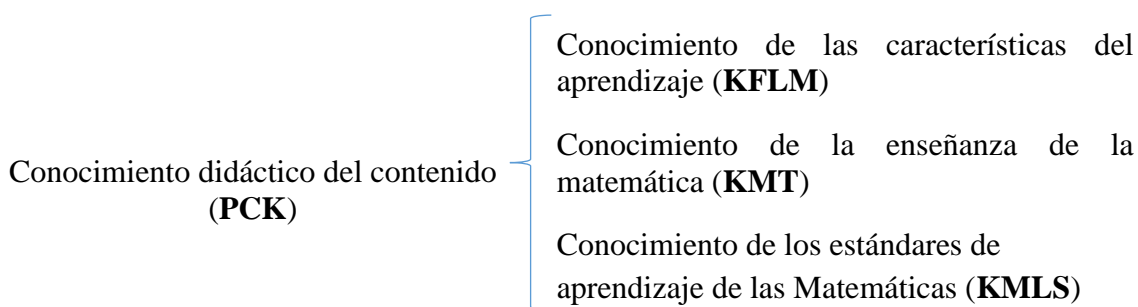 Conocimiento didáctico del contenido
(PCK)
Conocimiento de las características del
aprendizaje (KFLM)
Conocimiento de la enseñanza de la
matemática (KMT)
Conocimiento de los estándares de
aprendizaje de las Matemáticas (KMLS)